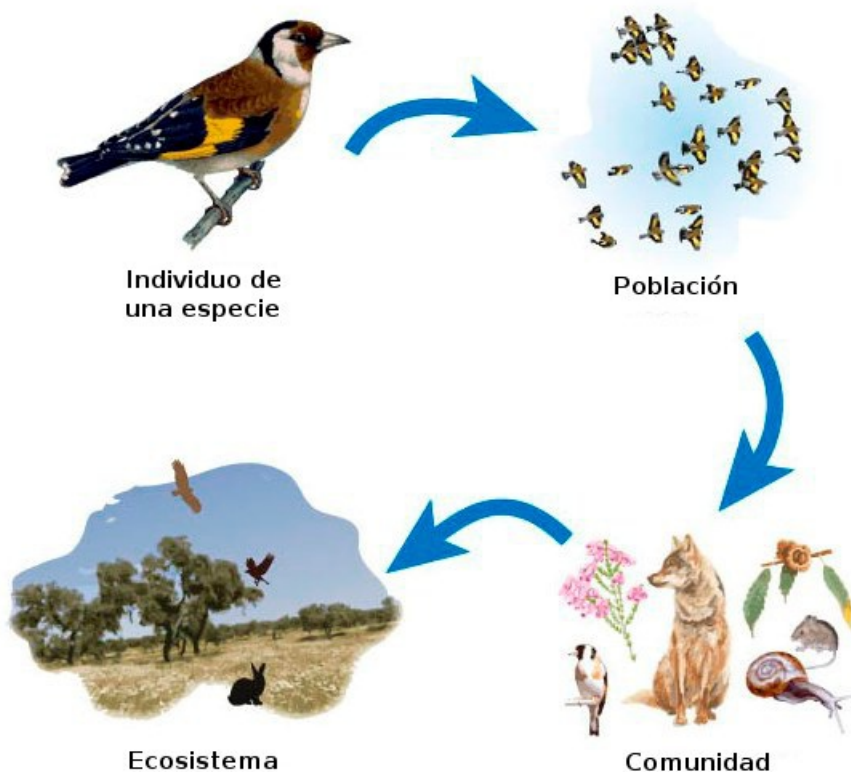 Individuo de
una especie
Población
Ecosistema
Comunidad